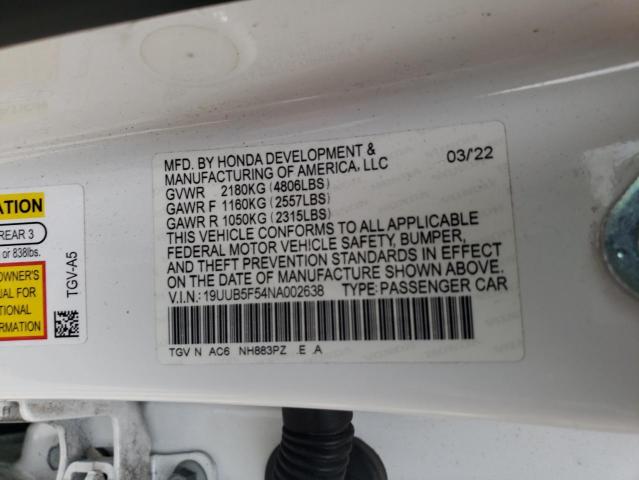 MFD. BY HONDA DEVELOPMENT &
MANUFACTURING OF AMERICA, LLC 03/'22
GVWR 2180KG (4806LBS)
GAWR F 1160KG (2557LBS)
GAWR R 1050KG (2315LBS)
THIS VEHICLE CONFORMS TO ALL APPLICABLE
FEDERAL MOTOR VEHICLE SAFETY, BUMPER,
AND THEFT PREVENTION STANDARDS IN EFFECT
ON THE DATE OF MANUFACTURE SHOWN ABOVE.
V.I.N.: 19UUB5F54NA002638 TYPE: PASSENGER CAR
TGV N AC6 NH883PZ .E .A
ATION
REAR 3
or 838lbs.
OWNER'S
UAL FOR
ITIONAL
RMATION
TGV-A5